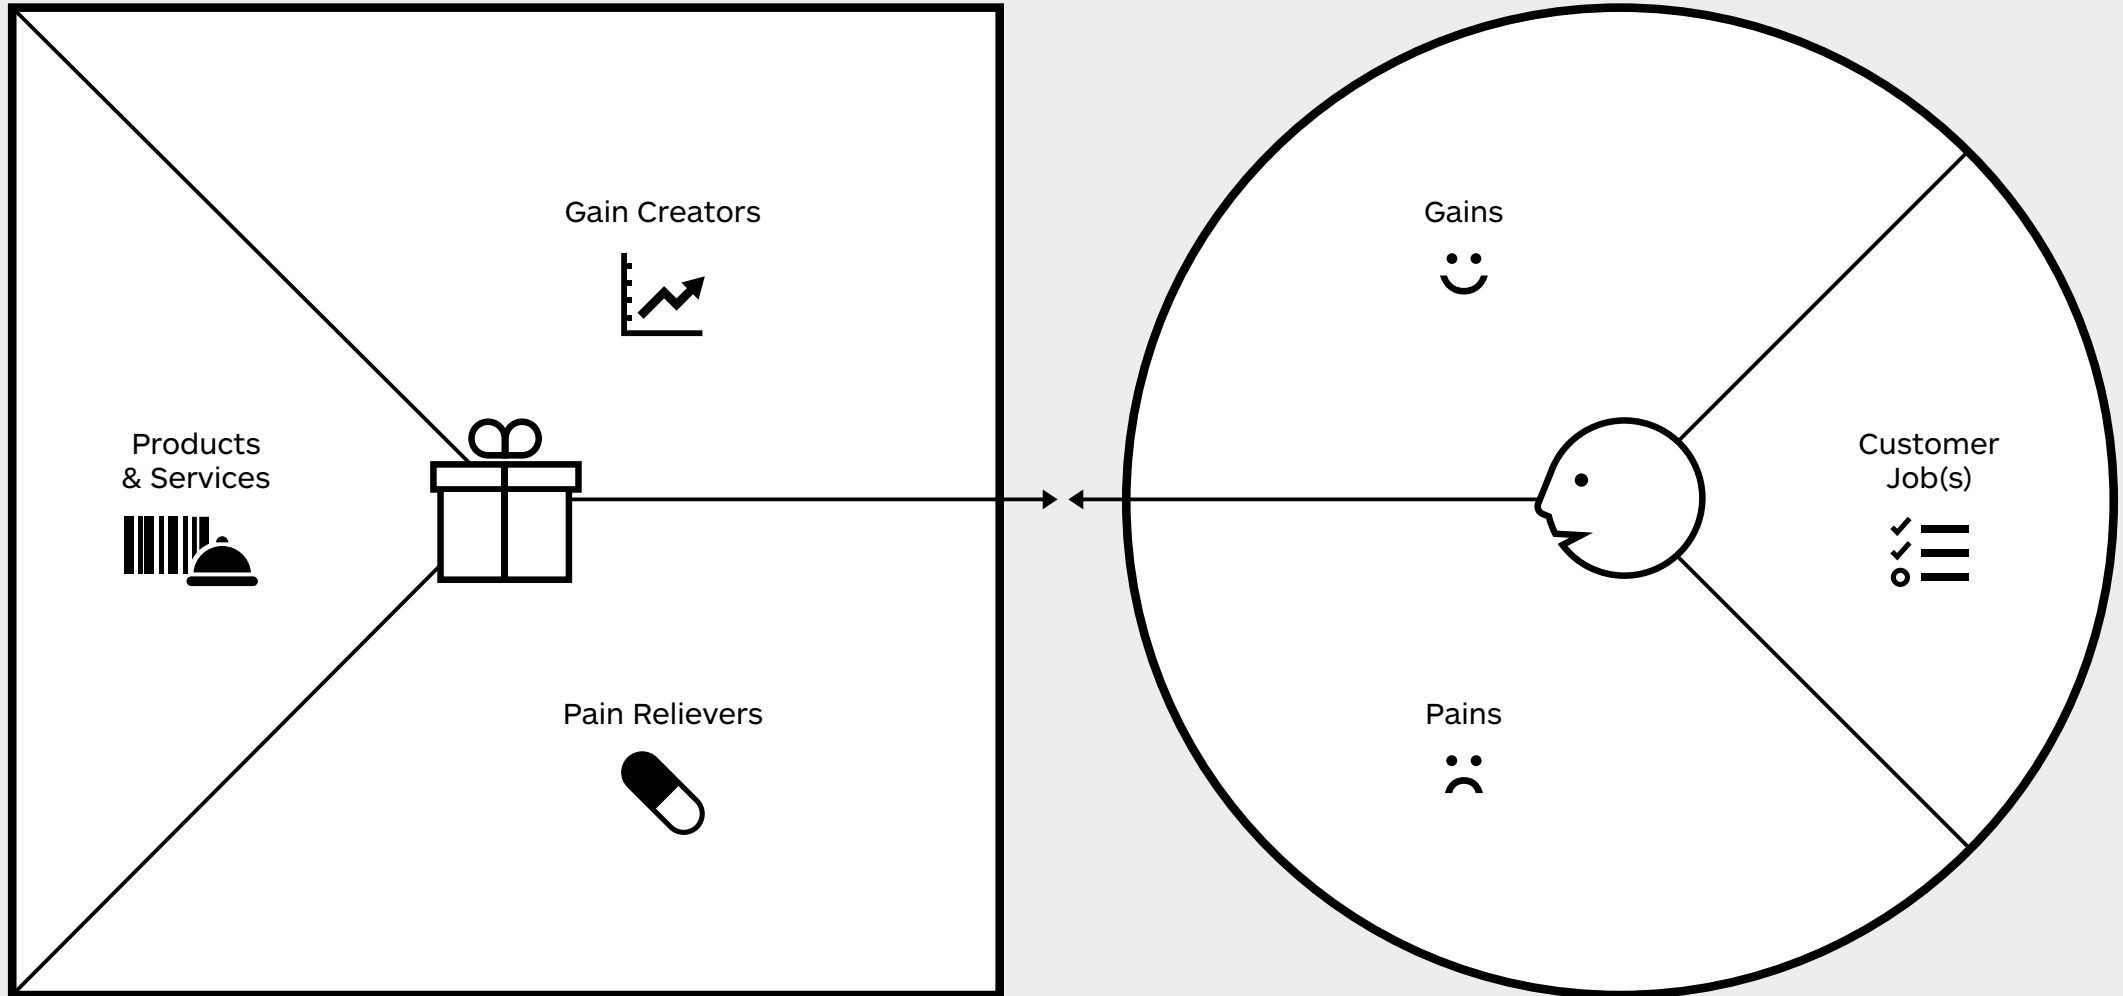 Gain Creators
Products
& Services
Pain Relievers
Gains
Customer
Job(s)
Pains